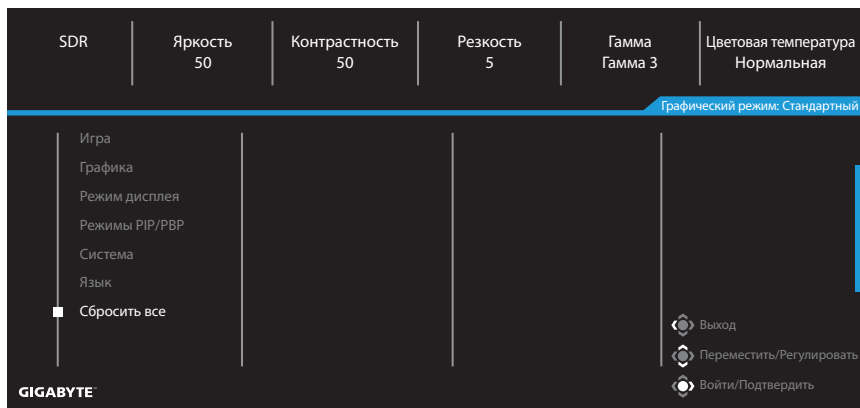 SDR
Яркость
50
Контрастность
50
Резкость
5
Гамма
Гамма 3
Цветовая температура
Нормальная
Графический режим: Стандартный
Игра
Графика
Режим дисплея
Режимы PIP/PBP
Система
Язык
Сбросить все
Выход
Переместить/Регулировать
Войти/Подтвердить
GIGABYTE™